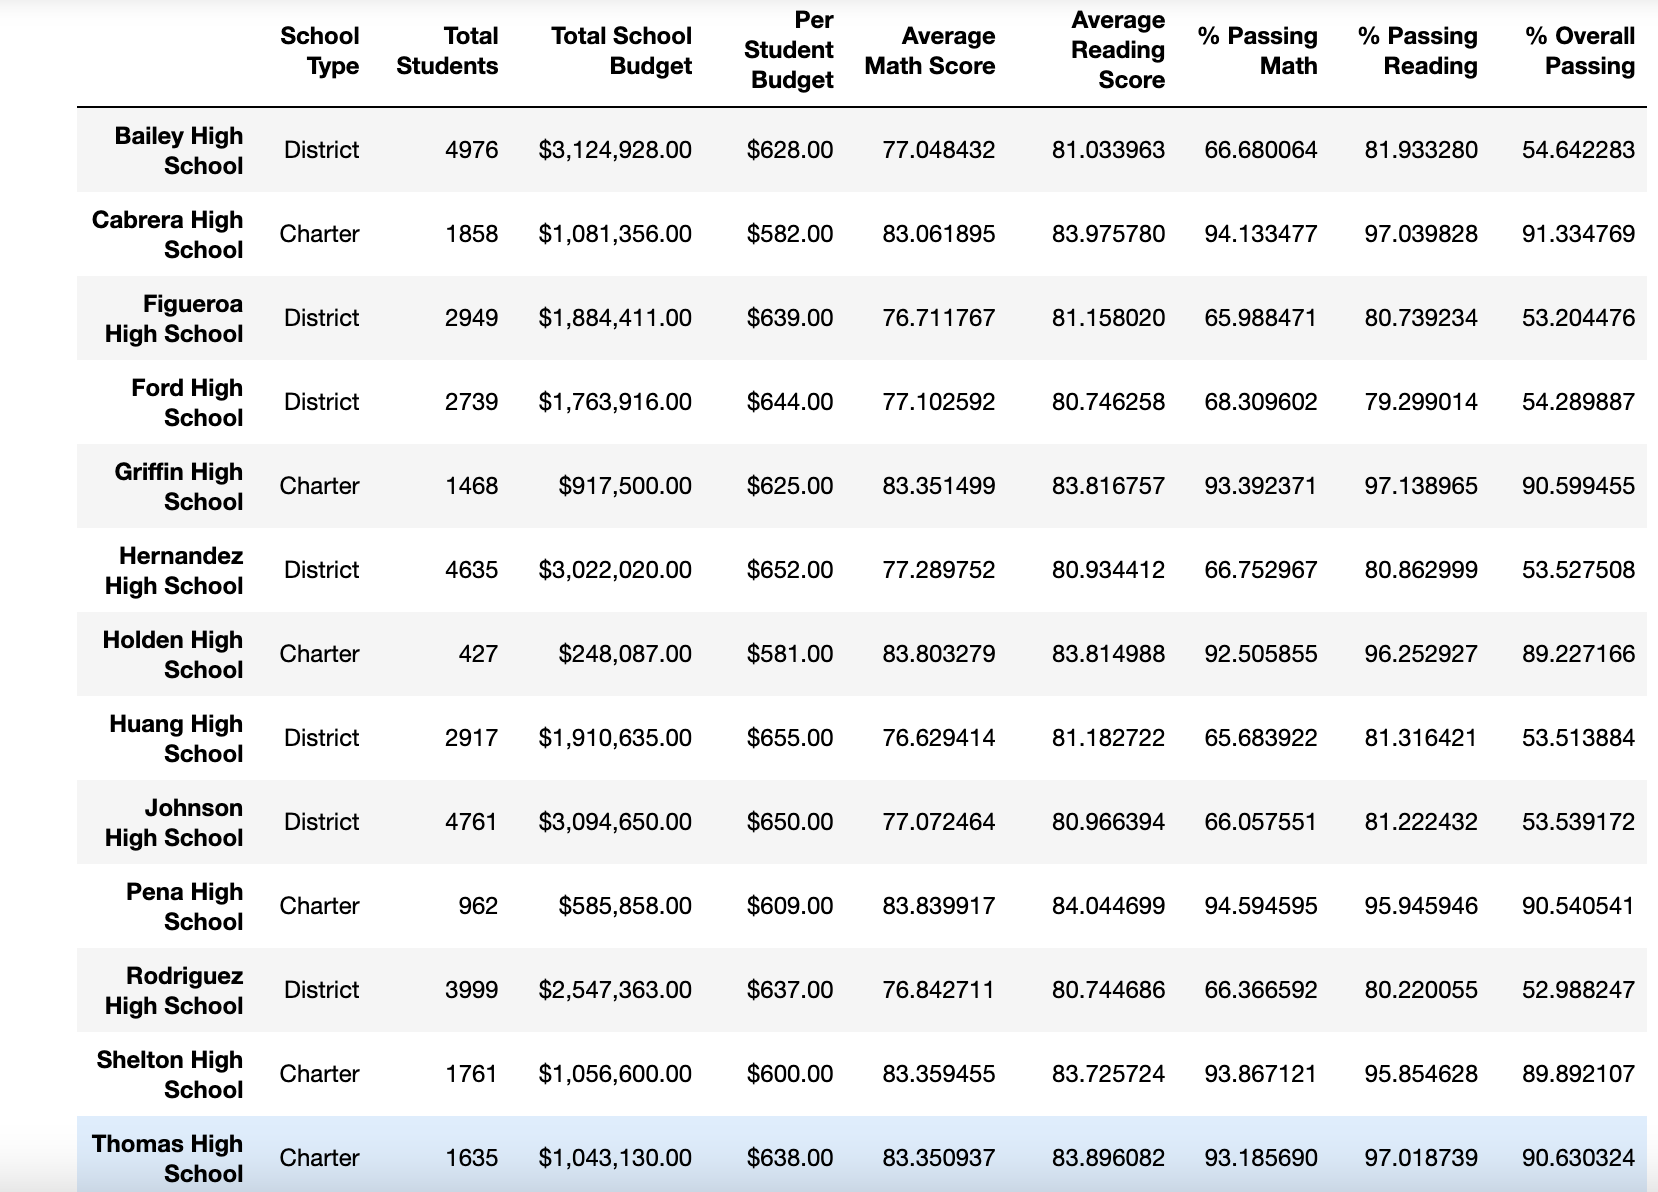 School Type Total Students Total School Budget Per Student Budget Average Math Score Average Reading Score % Passing Math % Passing Reading % Overall Passing
Bailey High School District 4976 $3,124,928.00 $628.00 77.048432 81.033963 66.680064 81.933280 54.642283
Cabrera High School Charter 1858 $1,081,356.00 $582.00 83.061895 83.975780 94.133477 97.039828 91.334769
Figueroa High School District 2949 $1,884,411.00 $639.00 76.711767 81.158020 65.988471 80.739234 53.204476
Ford High School District 2739 $1,763,916.00 $644.00 77.102592 80.746258 68.309602 79.299014 54.289887
Griffin High School Charter 1468 $917,500.00 $625.00 83.351499 83.816757 93.392371 97.138965 90.599455
Hernandez High School District 4635 $3,022,020.00 $652.00 77.289752 80.934412 66.752967 80.862999 53.527508
Holden High School Charter 427 $248,087.00 $581.00 83.803279 83.814988 92.505855 96.252927 89.227166
Huang High School District 2917 $1,910,635.00 $655.00 76.629414 81.182722 65.683922 81.316421 53.513884
Johnson High School District 4761 $3,094,650.00 $650.00 77.072464 80.966394 66.057551 81.222432 53.539172
Pena High School Charter 962 $585,858.00 $609.00 83.839917 84.044699 94.594595 95.945946 90.540541
Rodriguez High School District 3999 $2,547,363.00 $637.00 76.842711 80.744686 66.366592 80.220055 52.988247
Shelton High School Charter 1761 $1,056,600.00 $600.00 83.359455 83.725724 93.867121 95.854628 89.892107
Thomas High School Charter 1635 $1,043,130.00 $638.00 83.350937 83.896082 93.185690 97.018739 90.630324